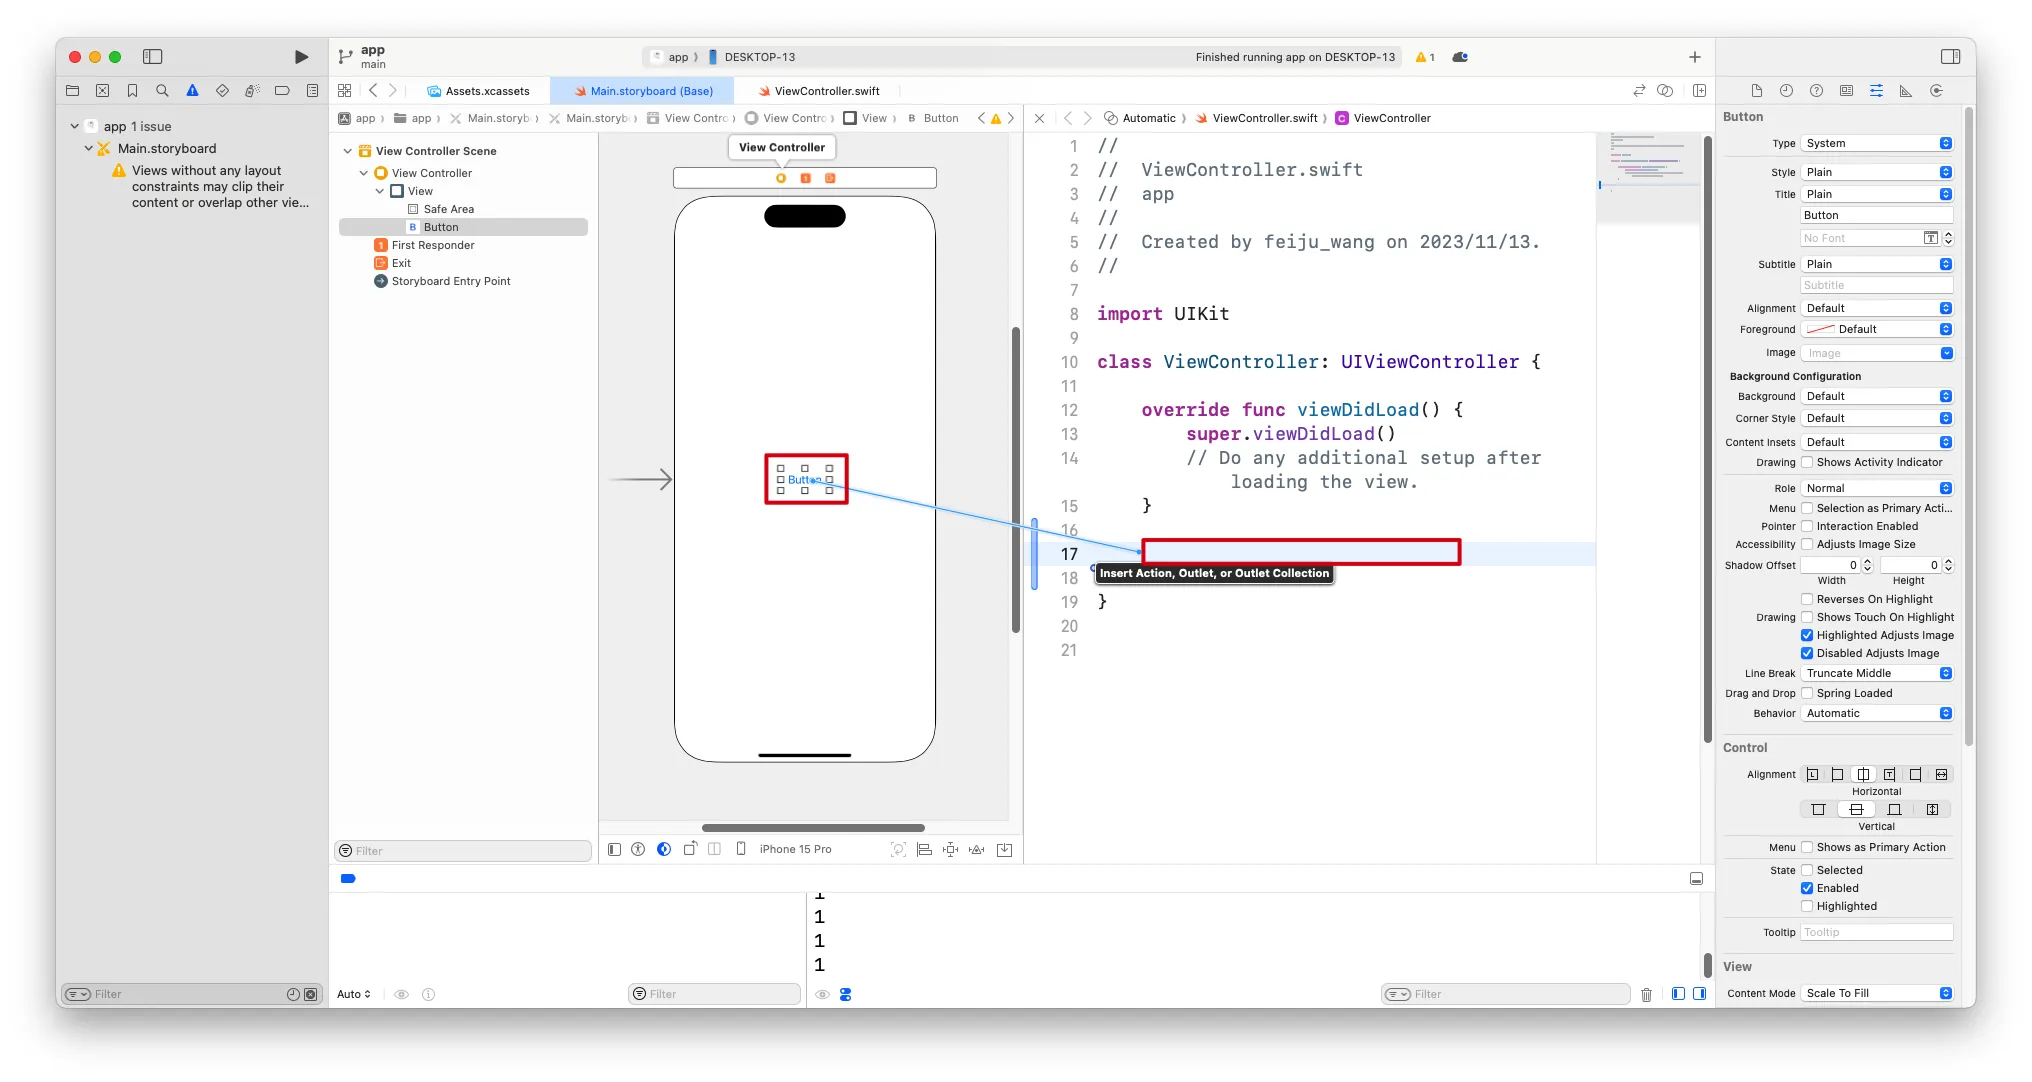 app
main
app
DESKTOP-13
Finished running app on DESKTOP-13
1
Assets.xcassets
Main.storyboard (Base)
ViewController.swift
app
app
Main.storyb
Main.storyb
View Contro
View Contro
View
Button
Automatic
ViewController.swift
ViewController
app 1 issue
Main.storyboard
Views without any layout
constraints may clip their
content or overlap other vie...
Filter
View Controller Scene
View Controller
View
Safe Area
B Button
1 First Responder
Exit
Storyboard Entry Point
Filter
View Controller
Button
iPhone 15 Pro
1 //
2 //  ViewController.swift
3 //  app
4 //
5 //  Created by feiju_wang on 2023/11/13.
6 //
7
8 import UIKit
9
10 class ViewController: UIViewController {
11
12 override func viewDidLoad() {
13 super.viewDidLoad()
14 // Do any additional setup after
loading the view.
15 }
16
17
Insert Action, Outlet, or Outlet Collection
18
19 }
20
21
1
1
1
1
Auto
Filter
Filter
Button
Type System
Style Plain
Title Plain
Button
No Font
Subtitle Plain
Subtitle
Alignment Default
Foreground Default
Image Image
Background Configuration
Background Default
Corner Style Default
Content Insets Default
Drawing Shows Activity Indicator
Role Normal
Menu Selection as Primary Acti...
Pointer Interaction Enabled
Accessibility Adjusts Image Size
Shadow Offset 0 0
Width Height
Reverses On Highlight
Drawing Shows Touch On Highlight
Highlighted Adjusts Image
Disabled Adjusts Image
Line Break Truncate Middle
Drag and Drop Spring Loaded
Behavior Automatic
Control
Alignment
Horizontal
Vertical
Menu Shows as Primary Action
State Selected
Enabled
Highlighted
Tooltip Tooltip
View
Content Mode Scale To Fill